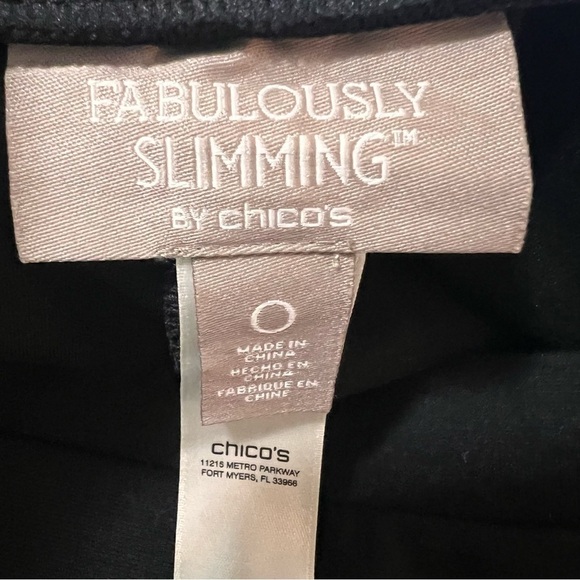 FABULOUSLY
SLIMMING™
BY chico's
0
MADE IN
CHINA
HECHO EN
CHINA
FABRIQUE EN
CHINE
chico's
11215 METRO PARKWAY
FORT MYERS, FL 33966